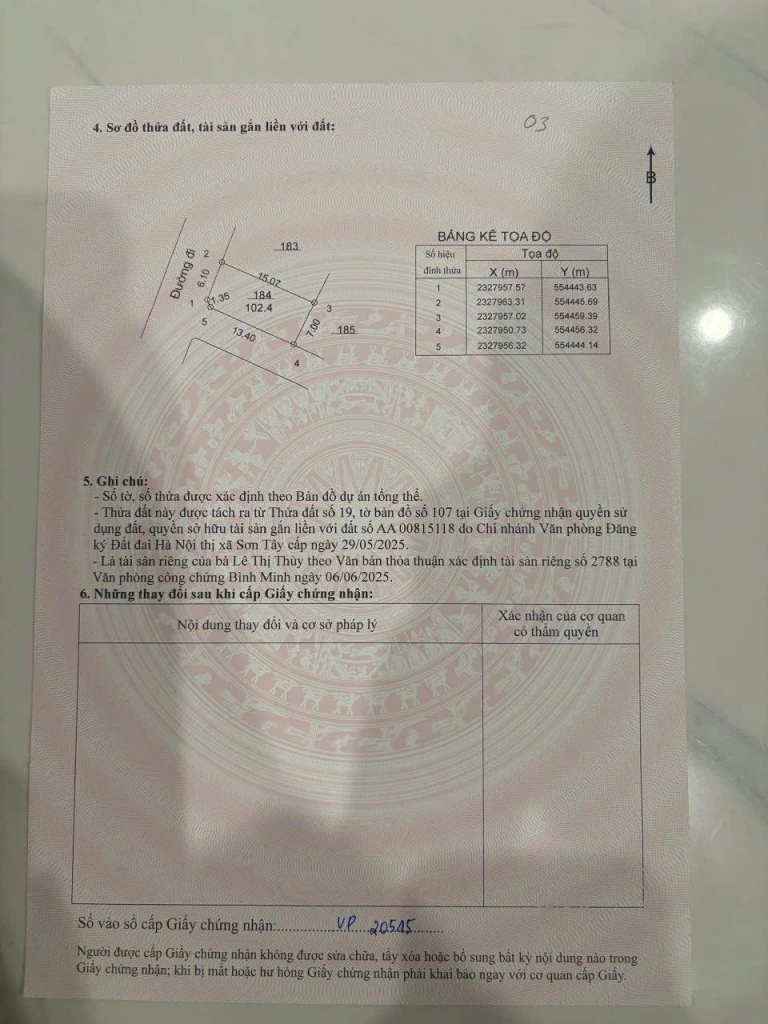 4. Sơ đồ thửa đất, tài sản gắn liền với đất:
03
B
Đường đi
2
183
6.10
15.07
1
1.35
184
102.4
3
5
13.40
7.00
185
4
BẢNG KÊ TỌA ĐỘ
Số hiệu đỉnh thửa | Tọa độ
X (m) | Y (m)
1 | 2327957.57 | 554443.63
2 | 2327963.31 | 554445.69
3 | 2327957.02 | 554459.39
4 | 2327950.73 | 554456.32
5 | 2327956.32 | 554444.14
5. Ghi chú:
- Số tờ, số thửa được xác định theo Bản đồ dự án tổng thể.
- Thửa đất này được tách ra từ Thửa đất số 19, tờ bản đồ số 107 tại Giấy chứng nhận quyền sử
dụng đất, quyền sở hữu tài sản gắn liền với đất số AA 00815118 do Chi nhánh Văn phòng Đăng
ký Đất đai Hà Nội thị xã Sơn Tây cấp ngày 29/05/2025.
- Là tài sản riêng của bà Lê Thị Thùy theo Văn bản thỏa thuận xác định tài sản riêng số 2788 tại
Văn phòng công chứng Bình Minh ngày 06/06/2025.
6. Những thay đổi sau khi cấp Giấy chứng nhận:
Nội dung thay đổi và cơ sở pháp lý | Xác nhận của cơ quan
có thẩm quyền
Số vào sổ cấp Giấy chứng nhận:..............VP....20515.........
Người được cấp Giấy chứng nhận không được sửa chữa, tẩy xóa hoặc bổ sung bất kỳ nội dung nào trong
Giấy chứng nhận; khi bị mất hoặc hư hỏng Giấy chứng nhận phải khai báo ngay với cơ quan cấp Giấy.